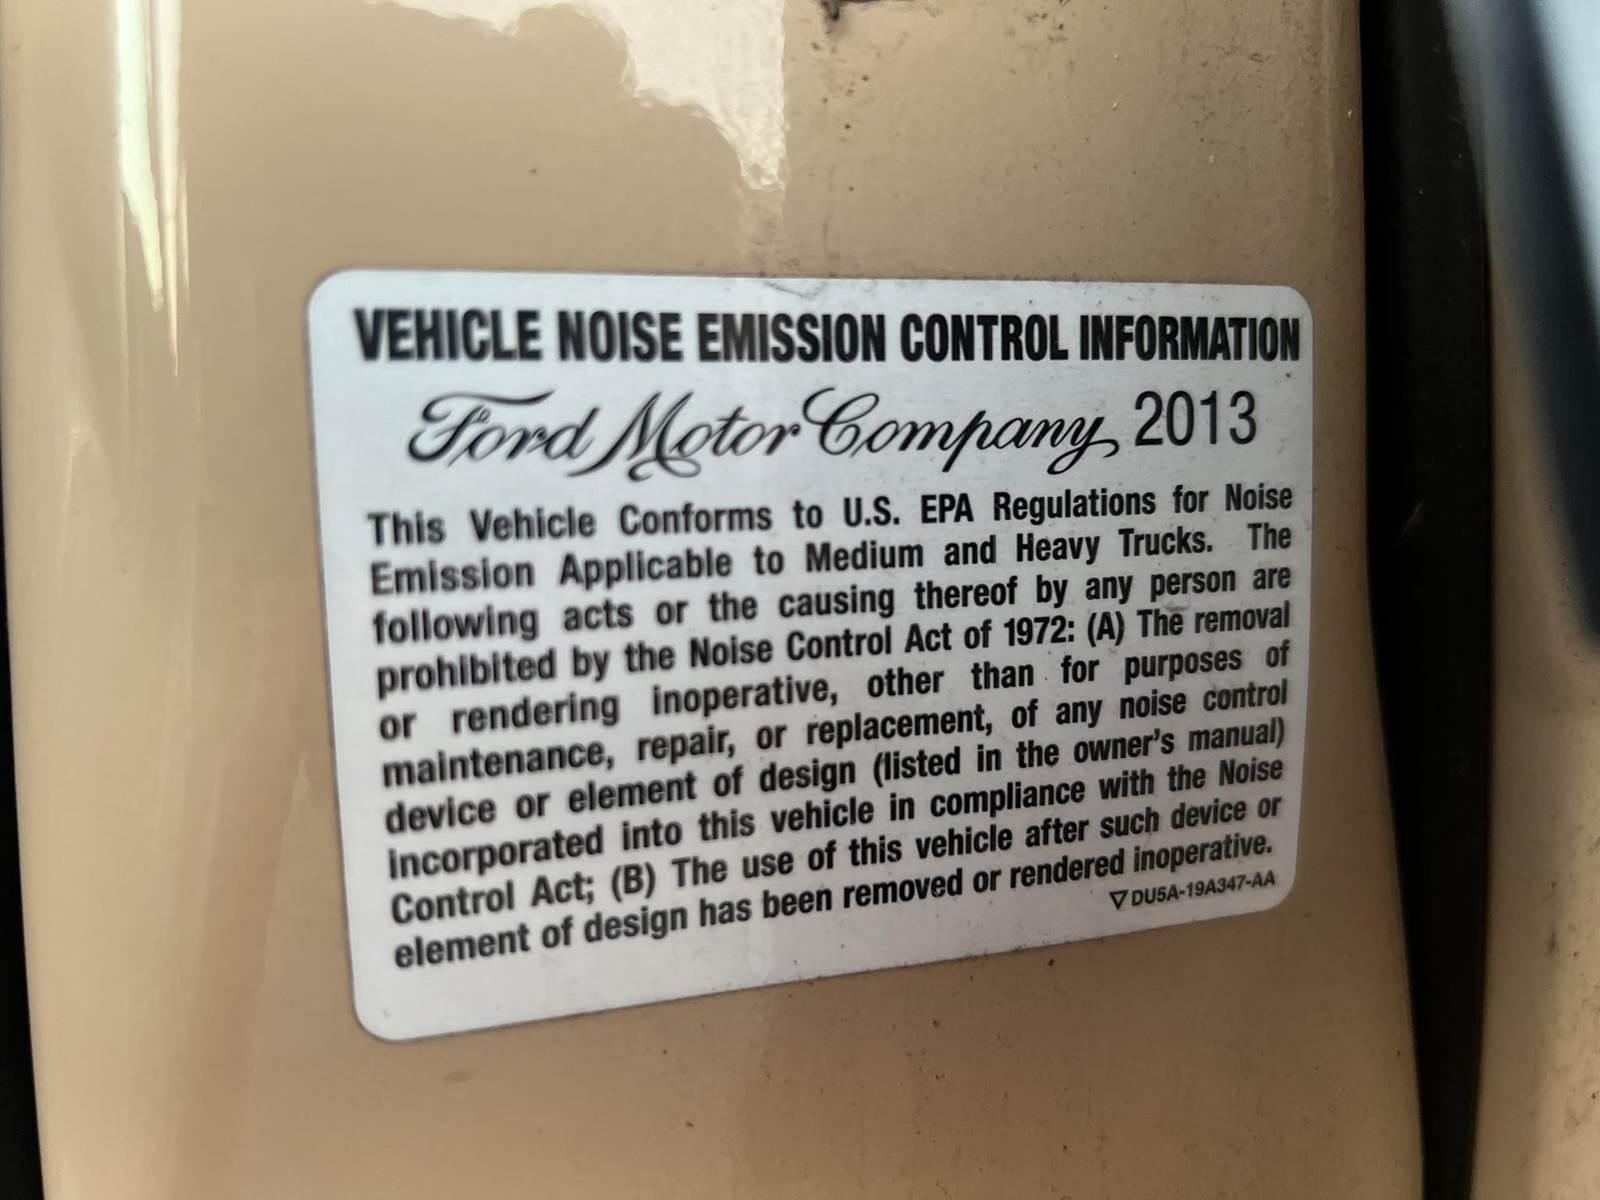 VEHICLE NOISE EMISSION CONTROL INFORMATION
Ford Motor Company, 2013
This Vehicle Conforms to U.S. EPA Regulations for Noise
Emission Applicable to Medium and Heavy Trucks. The
following acts or the causing thereof by any person are
prohibited by the Noise Control Act of 1972: (A) The removal
or rendering inoperative, other than for purposes of
maintenance, repair, or replacement, of any noise control
device or element of design (listed in the owner's manual)
incorporated into this vehicle in compliance with the Noise
Control Act; (B) The use of this vehicle after such device or
element of design has been removed or rendered inoperative.
▽ DU5A-19A347-AA